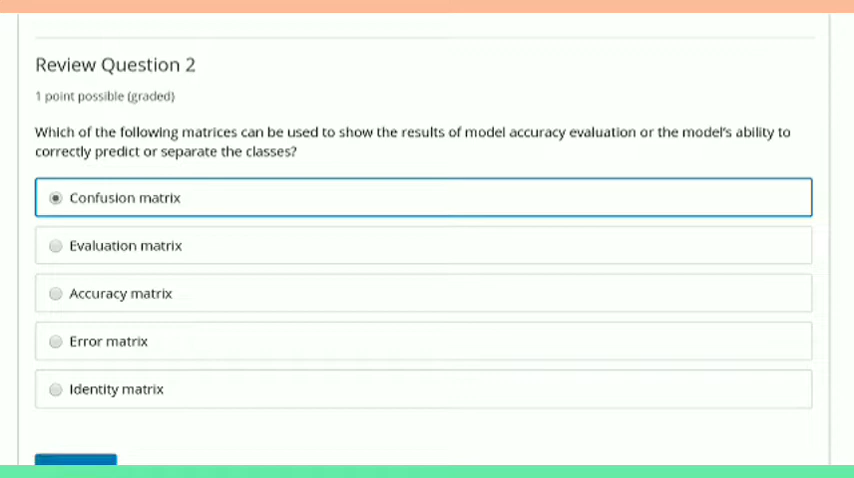 Review Question 2
1 point possible (graded)
Which of the following matrices can be used to show the results of model accuracy evaluation or the model's ability to
correctly predict or separate the classes?
Confusion matrix
Evaluation matrix
Accuracy matrix
Error matrix
Identity matrix